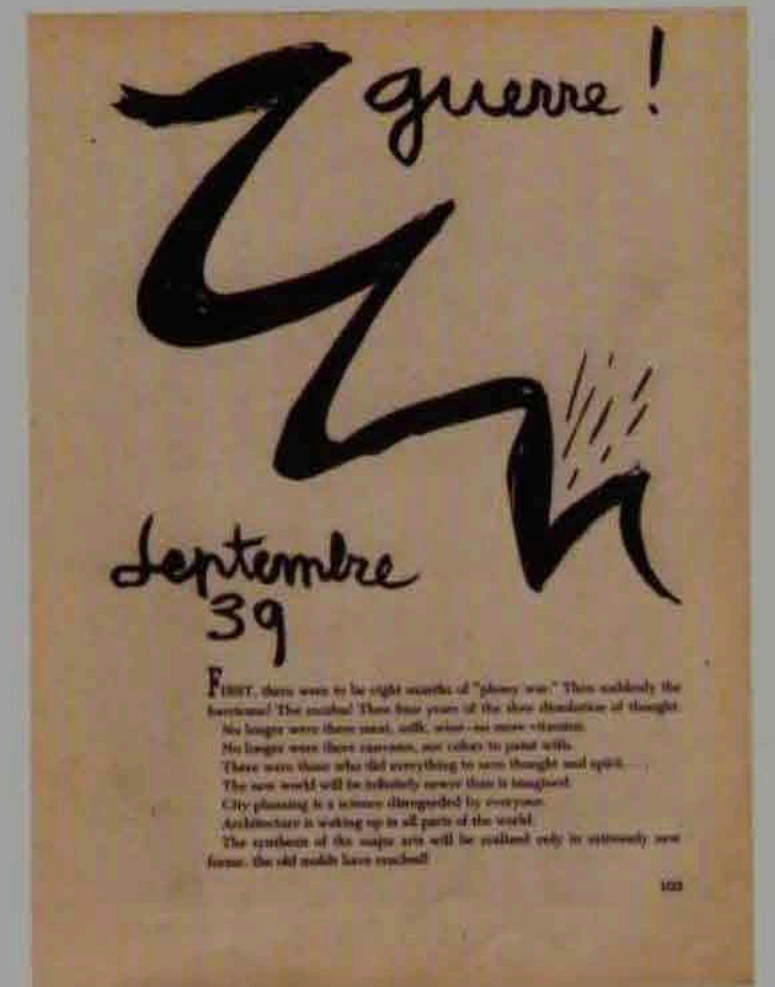 guerre !
Septembre
39
FIRST, there were to be eight months of "phony war." Then suddenly the
hurricane! The exodus! Then four years of the slow dissolution of thought.
No longer were there meat, milk, wine—no more vitamins.
No longer were there canvases, nor colors to paint with.
There were those who did everything to save thought and spirit. . . .
The new world will be infinitely newer than is imagined.
City planning is a science disregarded by everyone.
Architecture is waking up in all parts of the world.
The synthesis of the major arts will be realized only in extremely new
forms. the old molds have cracked!
103